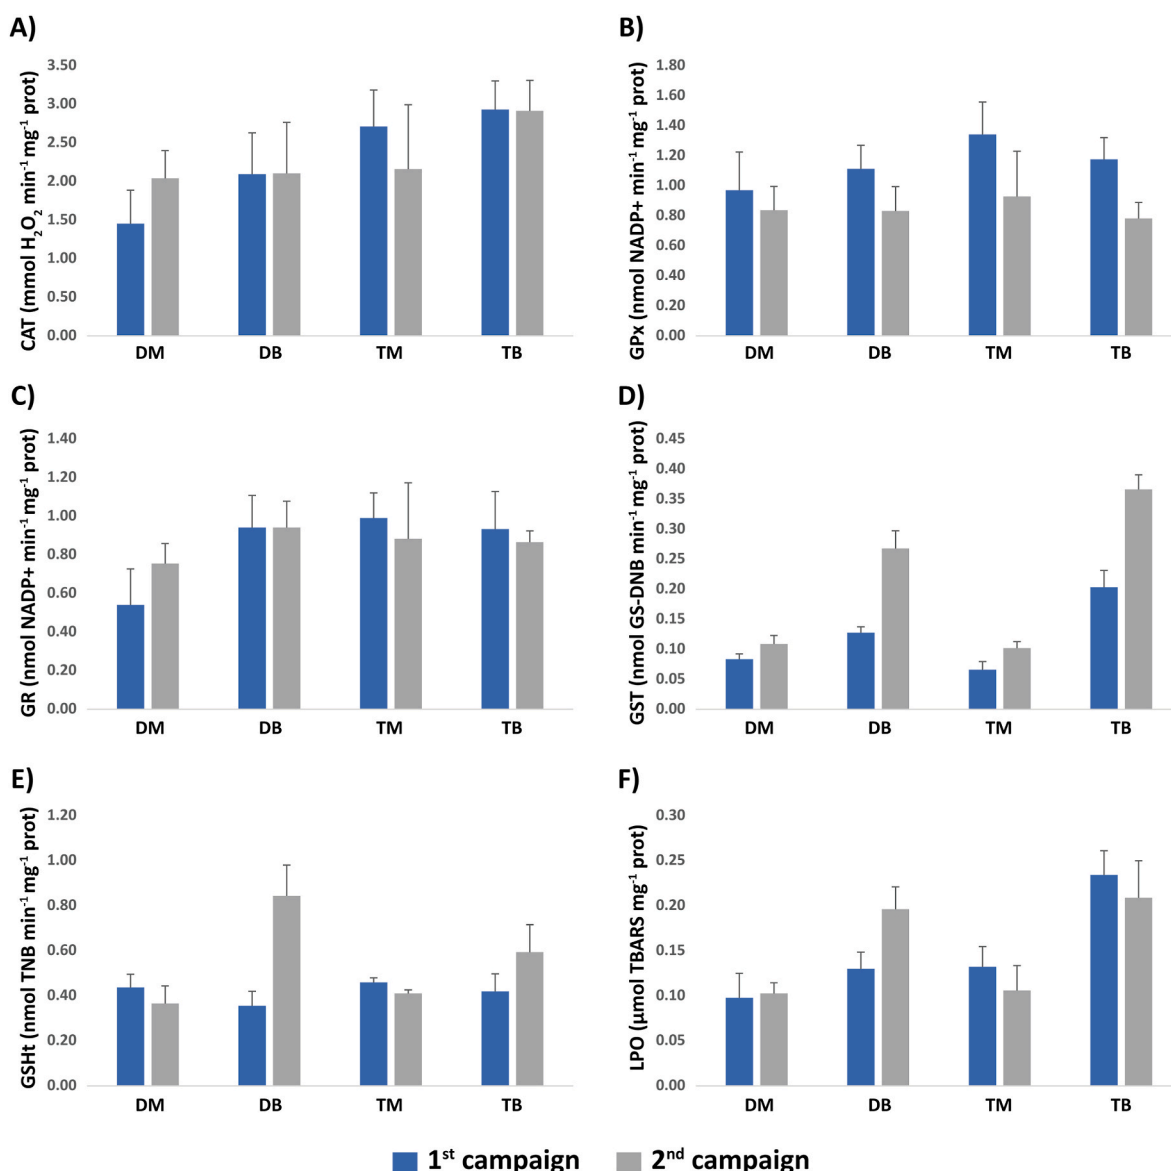 A)
CAT (mmol H₂O₂ min⁻¹ mg⁻¹ prot)
3.50
3.00
2.50
2.00
1.50
1.00
0.50
0.00
DM DB TM TB
B)
GPx (nmol NADP+ min⁻¹ mg⁻¹ prot)
1.80
1.60
1.40
1.20
1.00
0.80
0.60
0.40
0.20
0.00
DM DB TM TB
C)
GR (nmol NADP+ min⁻¹ mg⁻¹ prot)
1.40
1.20
1.00
0.80
0.60
0.40
0.20
0.00
DM DB TM TB
D)
GST (nmol GS-DNB min⁻¹ mg⁻¹ prot)
0.45
0.40
0.35
0.30
0.25
0.20
0.15
0.10
0.05
0.00
DM DB TM TB
E)
GSHt (nmol TNB min⁻¹ mg⁻¹ prot)
1.20
1.00
0.80
0.60
0.40
0.20
0.00
DM DB TM TB
F)
LPO (µmol TBARS mg⁻¹ prot)
0.30
0.25
0.20
0.15
0.10
0.05
0.00
DM DB TM TB
1st campaign 2nd campaign